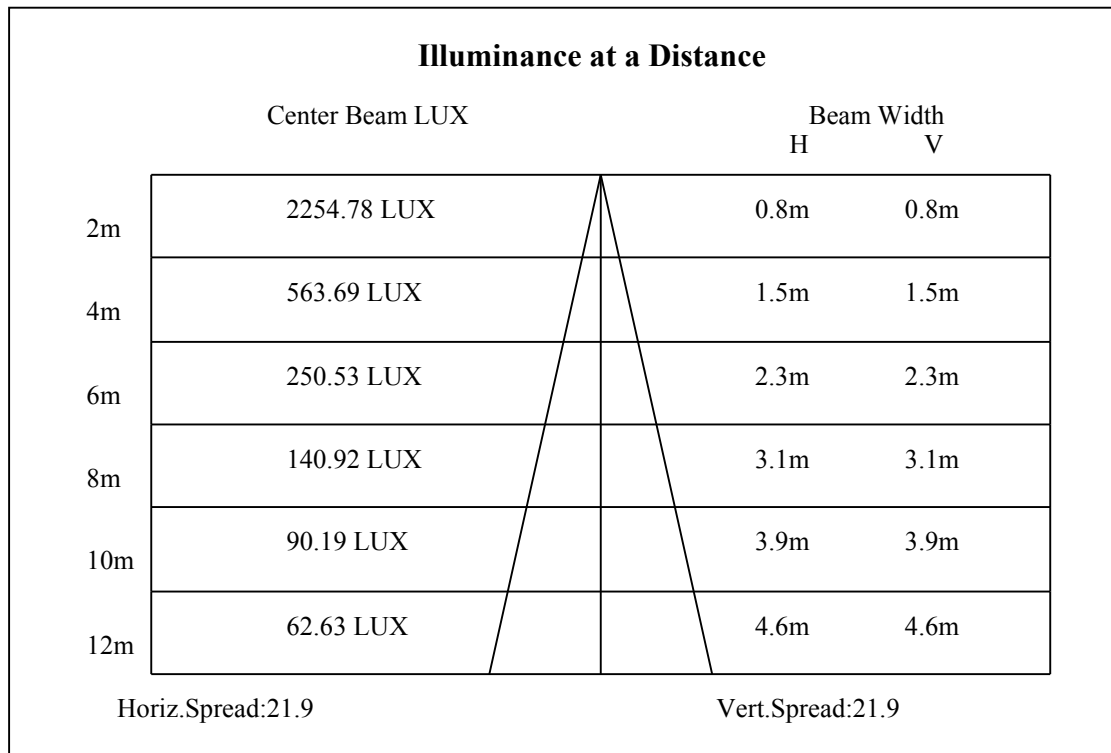 Illuminance at a Distance
Center Beam LUX Beam Width
H V
2m 2254.78 LUX 0.8m 0.8m
4m 563.69 LUX 1.5m 1.5m
6m 250.53 LUX 2.3m 2.3m
8m 140.92 LUX 3.1m 3.1m
10m 90.19 LUX 3.9m 3.9m
12m 62.63 LUX 4.6m 4.6m
Horiz.Spread:21.9 Vert.Spread:21.9